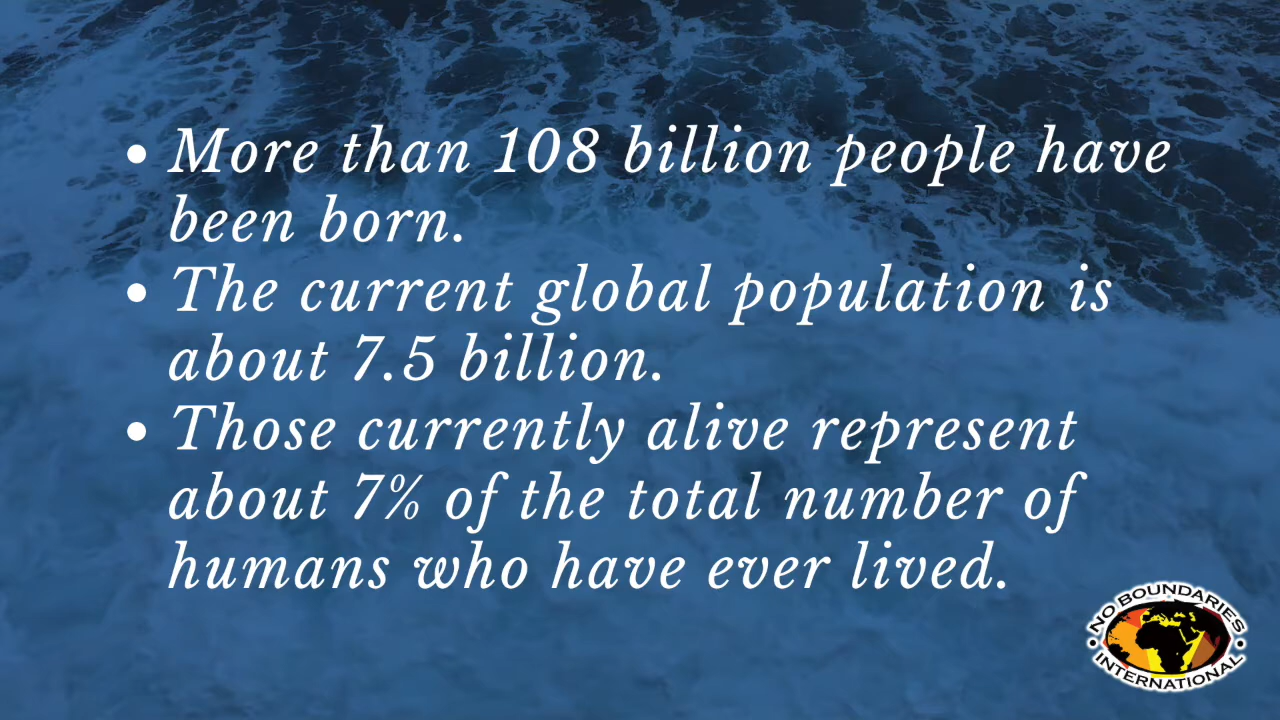 • More than 108 billion people have
been born.
• The current global population is
about 7.5 billion.
• Those currently alive represent
about 7% of the total number of
humans who have ever lived.
NO BOUNDARIES
INTERNATIONAL